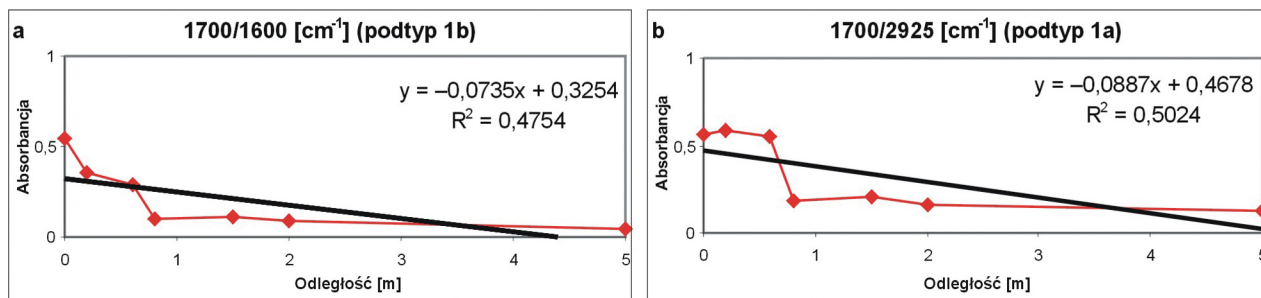 a
1700/1600 [cm⁻¹] (podtyp 1b)
1
y = –0,0735x + 0,3254
R² = 0,4754
Absorbancja
0,5
0
0 1 2 3 4 5
Odległość [m]
b
1700/2925 [cm⁻¹] (podtyp 1a)
1
y = –0,0887x + 0,4678
R² = 0,5024
Absorbancja
0,5
0
0 1 2 3 4 5
Odległość [m]